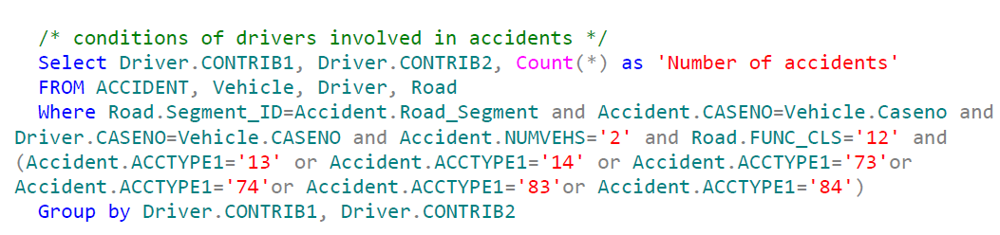 /* conditions of drivers involved in accidents */
Select Driver.CONTRIB1, Driver.CONTRIB2, Count(*) as 'Number of accidents'
FROM ACCIDENT, Vehicle, Driver, Road
Where Road.Segment_ID=Accident.Road_Segment and Accident.CASENO=Vehicle.Caseno and
Driver.CASENO=Vehicle.CASENO and Accident.NUMVEHS='2' and Road.FUNC_CLS='12' and
(Accident.ACCTYPE1='13' or Accident.ACCTYPE1='14' or Accident.ACCTYPE1='73'or
Accident.ACCTYPE1='74'or Accident.ACCTYPE1='83'or Accident.ACCTYPE1='84')
Group by Driver.CONTRIB1, Driver.CONTRIB2